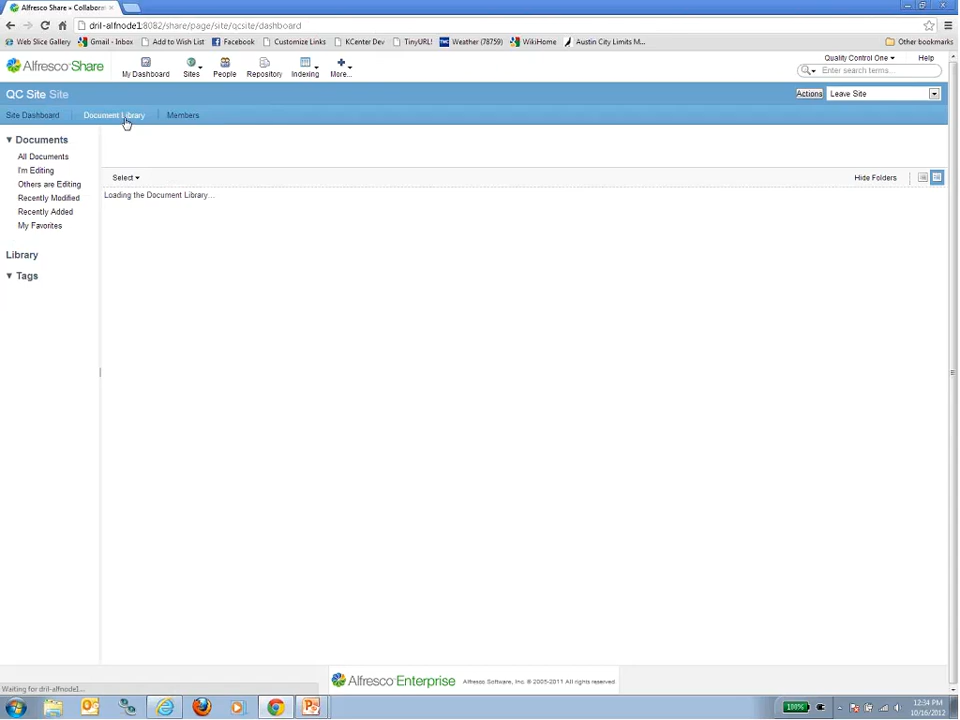 Alfresco Share » Collabora
dril-alfnode1:8082/share/page/site/qcsite/dashboard
Web Slice Gallery Gmail - Inbox Add to Wish List Facebook Customize Links KCenter Dev TinyURL! Weather (78759) WikiHome Austin City Limits M... Other bookmarks
Quality Control One Help
Alfresco Share My Dashboard Sites People Repository Indexing More... Enter search terms...
QC Site Site Actions Leave Site
Site Dashboard Document Library Members
Documents
All Documents
I'm Editing
Others are Editing
Recently Modified
Recently Added
My Favorites
Library
Tags
Select Hide Folders
Loading the Document Library...
Alfresco Enterprise Alfresco Software, Inc. © 2005-2011 All rights reserved.
Waiting for dril-alfnode1...
12:34 PM
10/16/2012